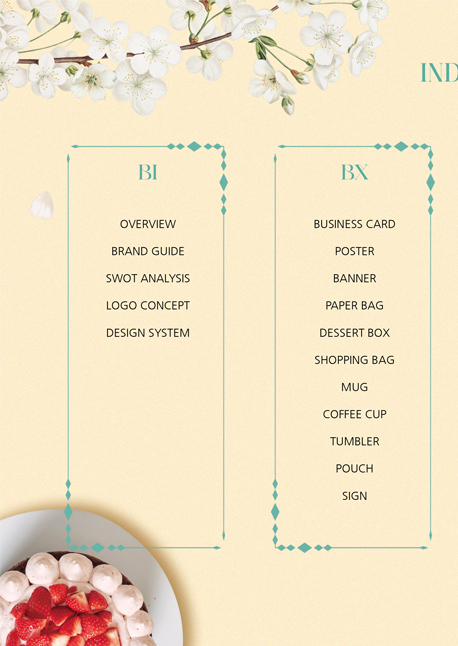 IND
BI
OVERVIEW
BRAND GUIDE
SWOT ANALYSIS
LOGO CONCEPT
DESIGN SYSTEM
BX
BUSINESS CARD
POSTER
BANNER
PAPER BAG
DESSERT BOX
SHOPPING BAG
MUG
COFFEE CUP
TUMBLER
POUCH
SIGN